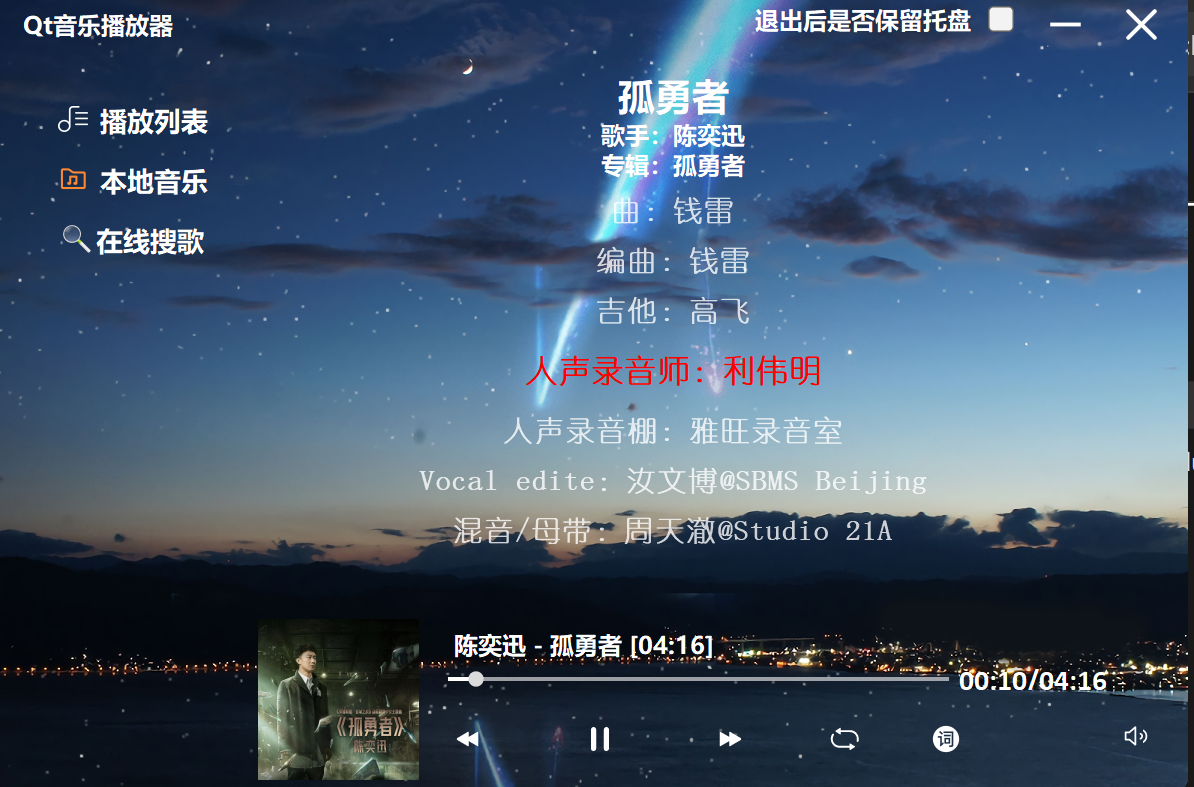 Qt音乐播放器
退出后是否保留托盘
播放列表
本地音乐
在线搜歌
孤勇者
歌手：陈奕迅
专辑：孤勇者
曲：钱雷
编曲：钱雷
吉他：高飞
人声录音师：利伟明
人声录音棚：雅旺录音室
Vocal edite：汝文博@SBMS Beijing
混音/母带：周天澈@Studio 21A
《孤勇者》
陈奕迅
陈奕迅 - 孤勇者 [04:16]
00:10/04:16
词